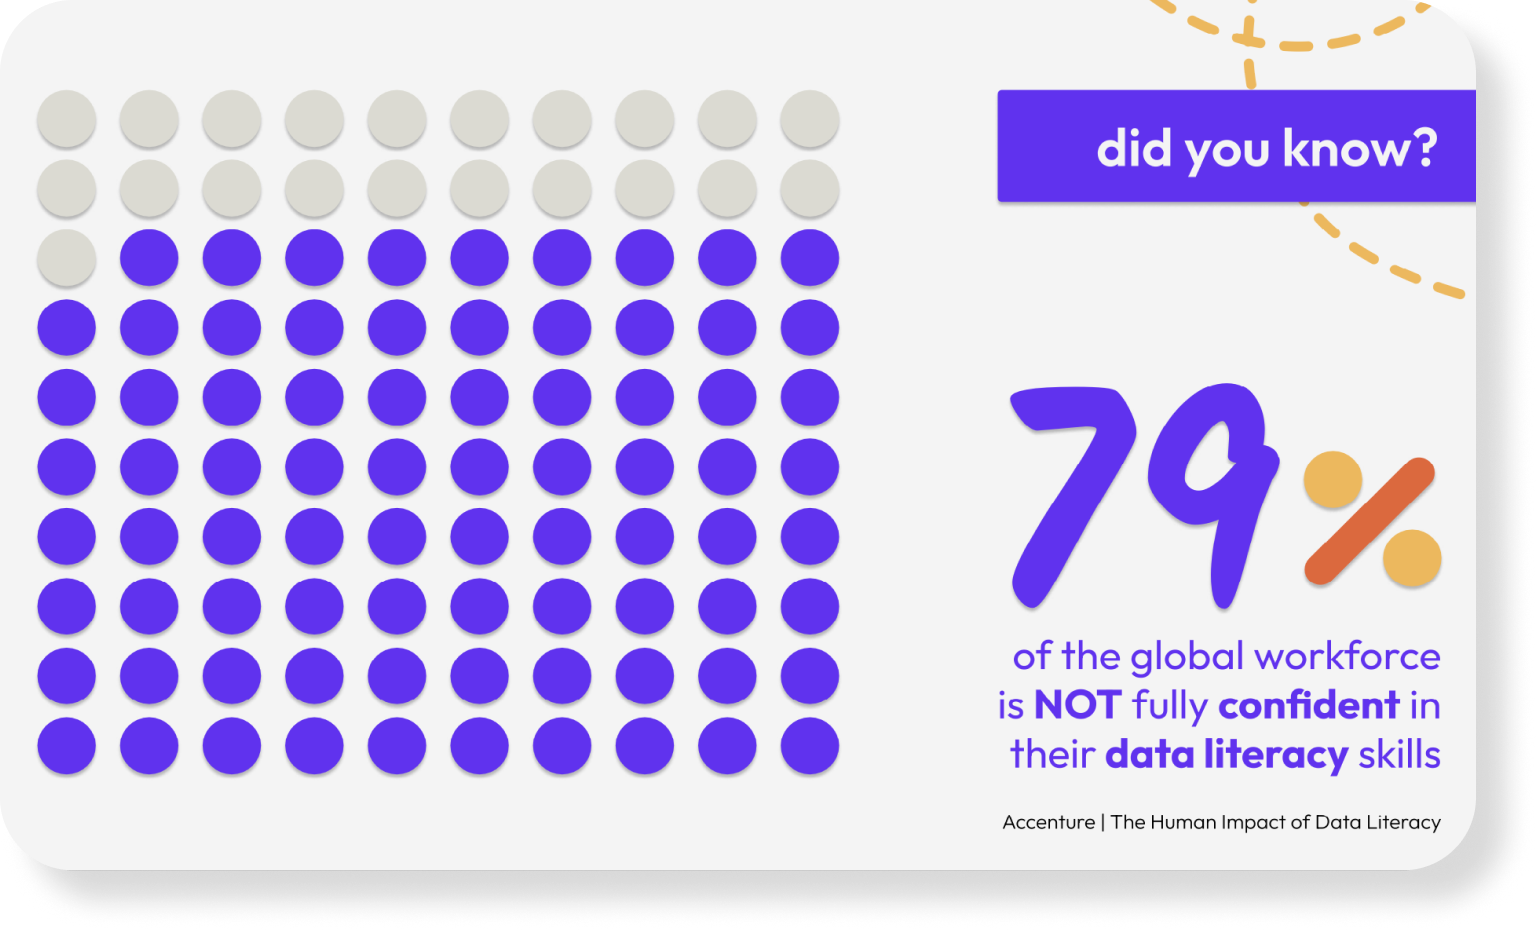 did you know?
79%
of the global workforce
is NOT fully confident in
their data literacy skills
Accenture | The Human Impact of Data Literacy